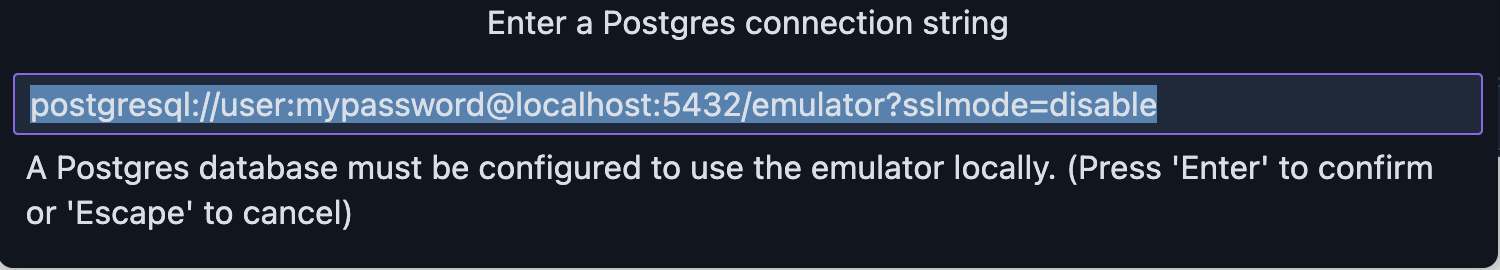 Enter a Postgres connection string
postgresql://user:mypassword@localhost:5432/emulator?sslmode=disable
A Postgres database must be configured to use the emulator locally. (Press 'Enter' to confirm
or 'Escape' to cancel)